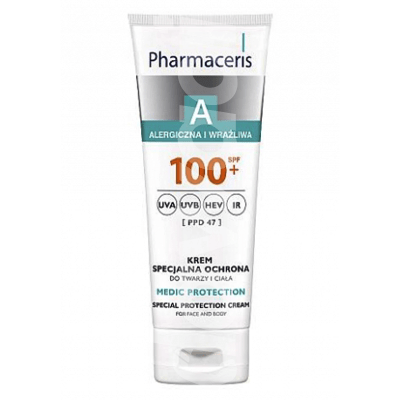 Pharmaceris
A
ALERGICZNA I WRAŻLIWA
100+ SPF
UVA UVB HEV IR
[ PPD 47 ]
KREM
SPECJALNA OCHRONA
DO TWARZY I CIAŁA
MEDIC PROTECTION
SPECIAL PROTECTION CREAM
FOR FACE AND BODY